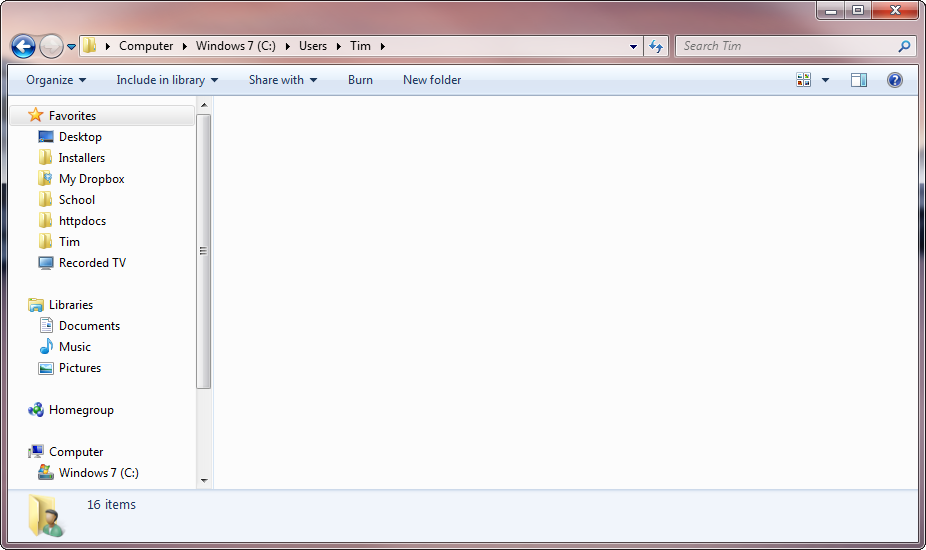 Computer Windows 7 (C:) Users Tim Search Tim
Organize Include in library Share with Burn New folder
Favorites
Desktop
Installers
My Dropbox
School
httpdocs
Tim
Recorded TV
Libraries
Documents
Music
Pictures
Homegroup
Computer
Windows 7 (C:)
16 items